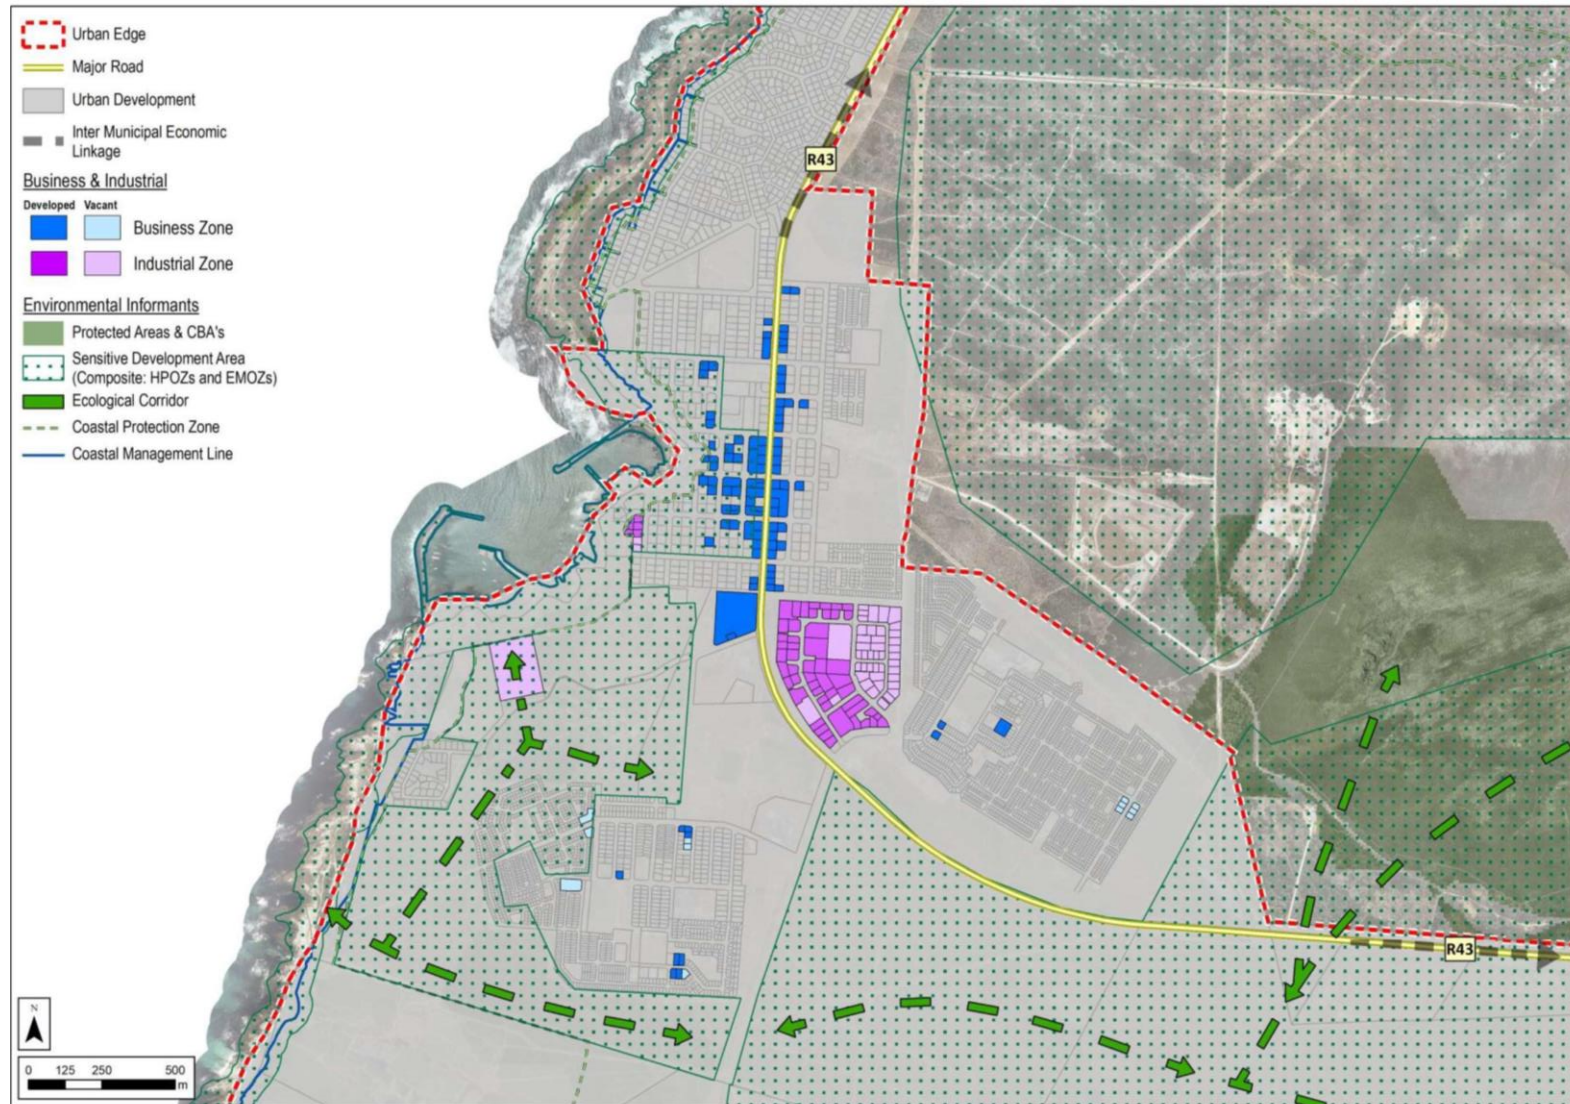 Urban Edge
Major Road
Urban Development
Inter Municipal Economic
Linkage
Business & Industrial
Developed Vacant
Business Zone
Industrial Zone
Environmental Informants
Protected Areas & CBA's
Sensitive Development Area
(Composite: HPOZs and EMOZs)
Ecological Corridor
Coastal Protection Zone
Coastal Management Line
R43
R43
N
0 125 250 500
m